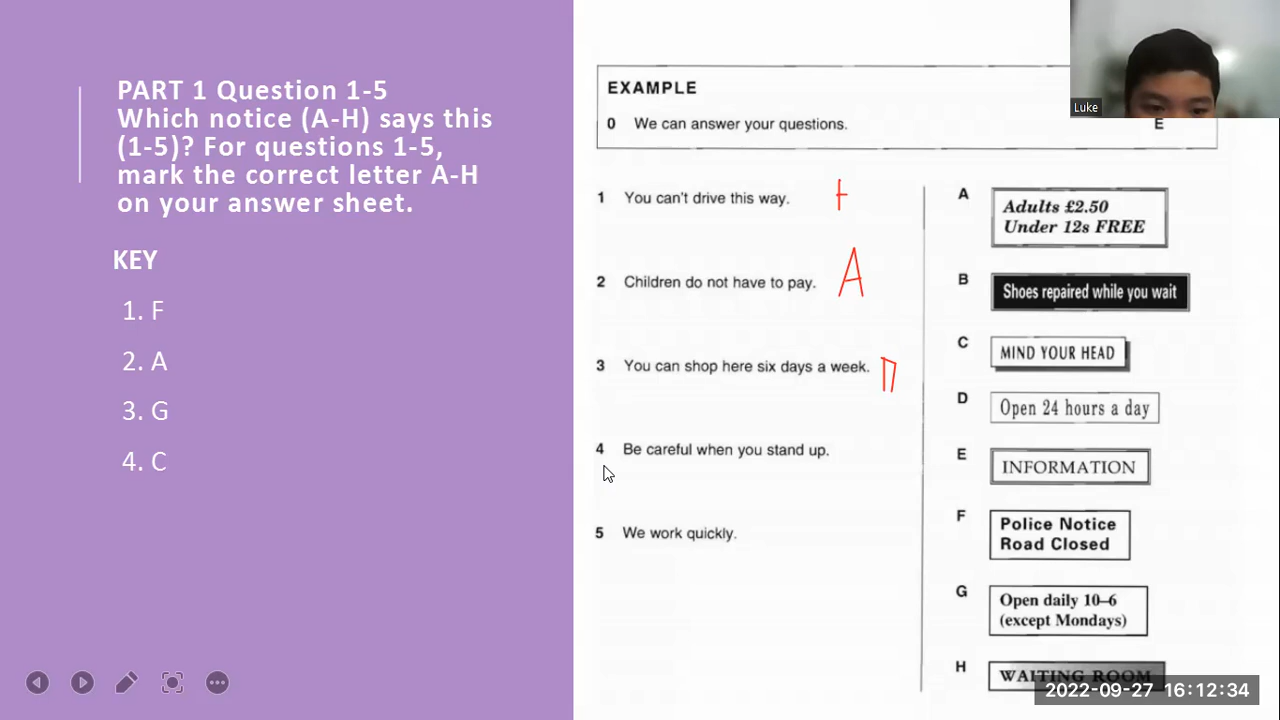 PART 1 Question 1-5
Which notice (A-H) says this
(1-5)? For questions 1-5,
mark the correct letter A-H
on your answer sheet.
KEY
1. F
2. A
3. G
4. C
EXAMPLE
0 We can answer your questions.
E
1 You can't drive this way.
2 Children do not have to pay. A
3 You can shop here six days a week.
4 Be careful when you stand up.
5 We work quickly.
A Adults £2.50
Under 12s FREE
B Shoes repaired while you wait
C MIND YOUR HEAD
D Open 24 hours a day
E INFORMATION
F Police Notice
Road Closed
G Open daily 10–6
(except Mondays)
H WAITING ROOM
Luke
2022-09-27 16:12:34